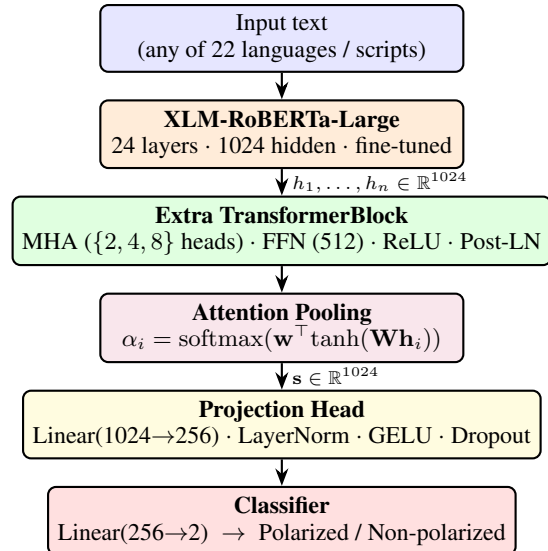 Input text
(any of 22 languages / scripts)
XLM-RoBERTa-Large
24 layers · 1024 hidden · fine-tuned
h₁, . . . , hₙ ∈ ℝ¹⁰²⁴
Extra TransformerBlock
MHA ({2, 4, 8} heads) · FFN (512) · ReLU · Post-LN
Attention Pooling
αᵢ = softmax(w⊤tanh(Whᵢ))
s ∈ ℝ¹⁰²⁴
Projection Head
Linear(1024→256) · LayerNorm · GELU · Dropout
Classifier
Linear(256→2) → Polarized / Non-polarized